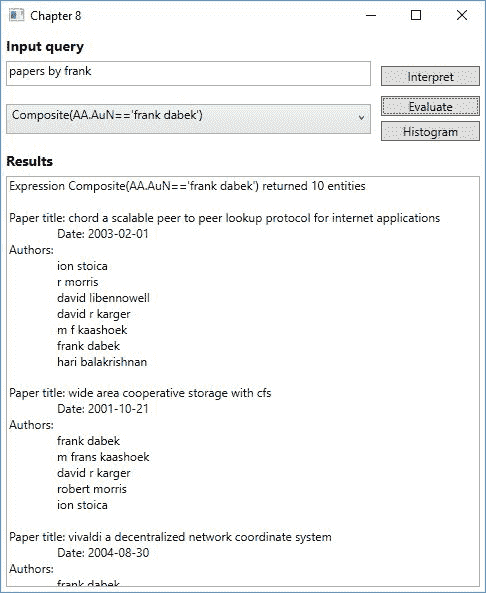 Chapter 8
Input query
papers by frank
Interpret
Composite(AA.AuN=='frank dabek')
Evaluate
Histogram
Results
Expression Composite(AA.AuN=='frank dabek') returned 10 entities
Paper title: chord a scalable peer to peer lookup protocol for internet applications
Date: 2003-02-01
Authors:
ion stoica
r morris
david libennowell
david r karger
m f kaashoek
frank dabek
hari balakrishnan
Paper title: wide area cooperative storage with cfs
Date: 2001-10-21
Authors:
frank dabek
m frans kaashoek
david r karger
robert morris
ion stoica
Paper title: vivaldi a decentralized network coordinate system
Date: 2004-08-30
Authors:
frank dabek